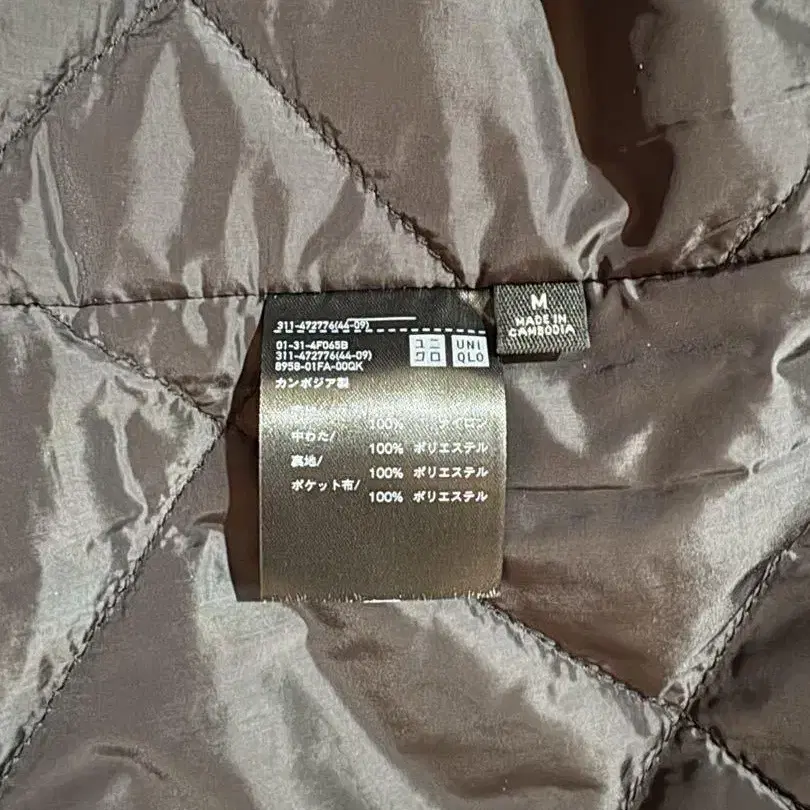 311-472776(44-09)
01-31-4F065B
311-472776(44-09)
8958-01FA-00QK
カンボジア製
ユニ
クロ
UNI
QLO
M
MADE IN
CAMBODIA
100% ナイロン
中わた/
100% ポリエステル
裏地/
100% ポリエステル
ポケット布/
100% ポリエステル